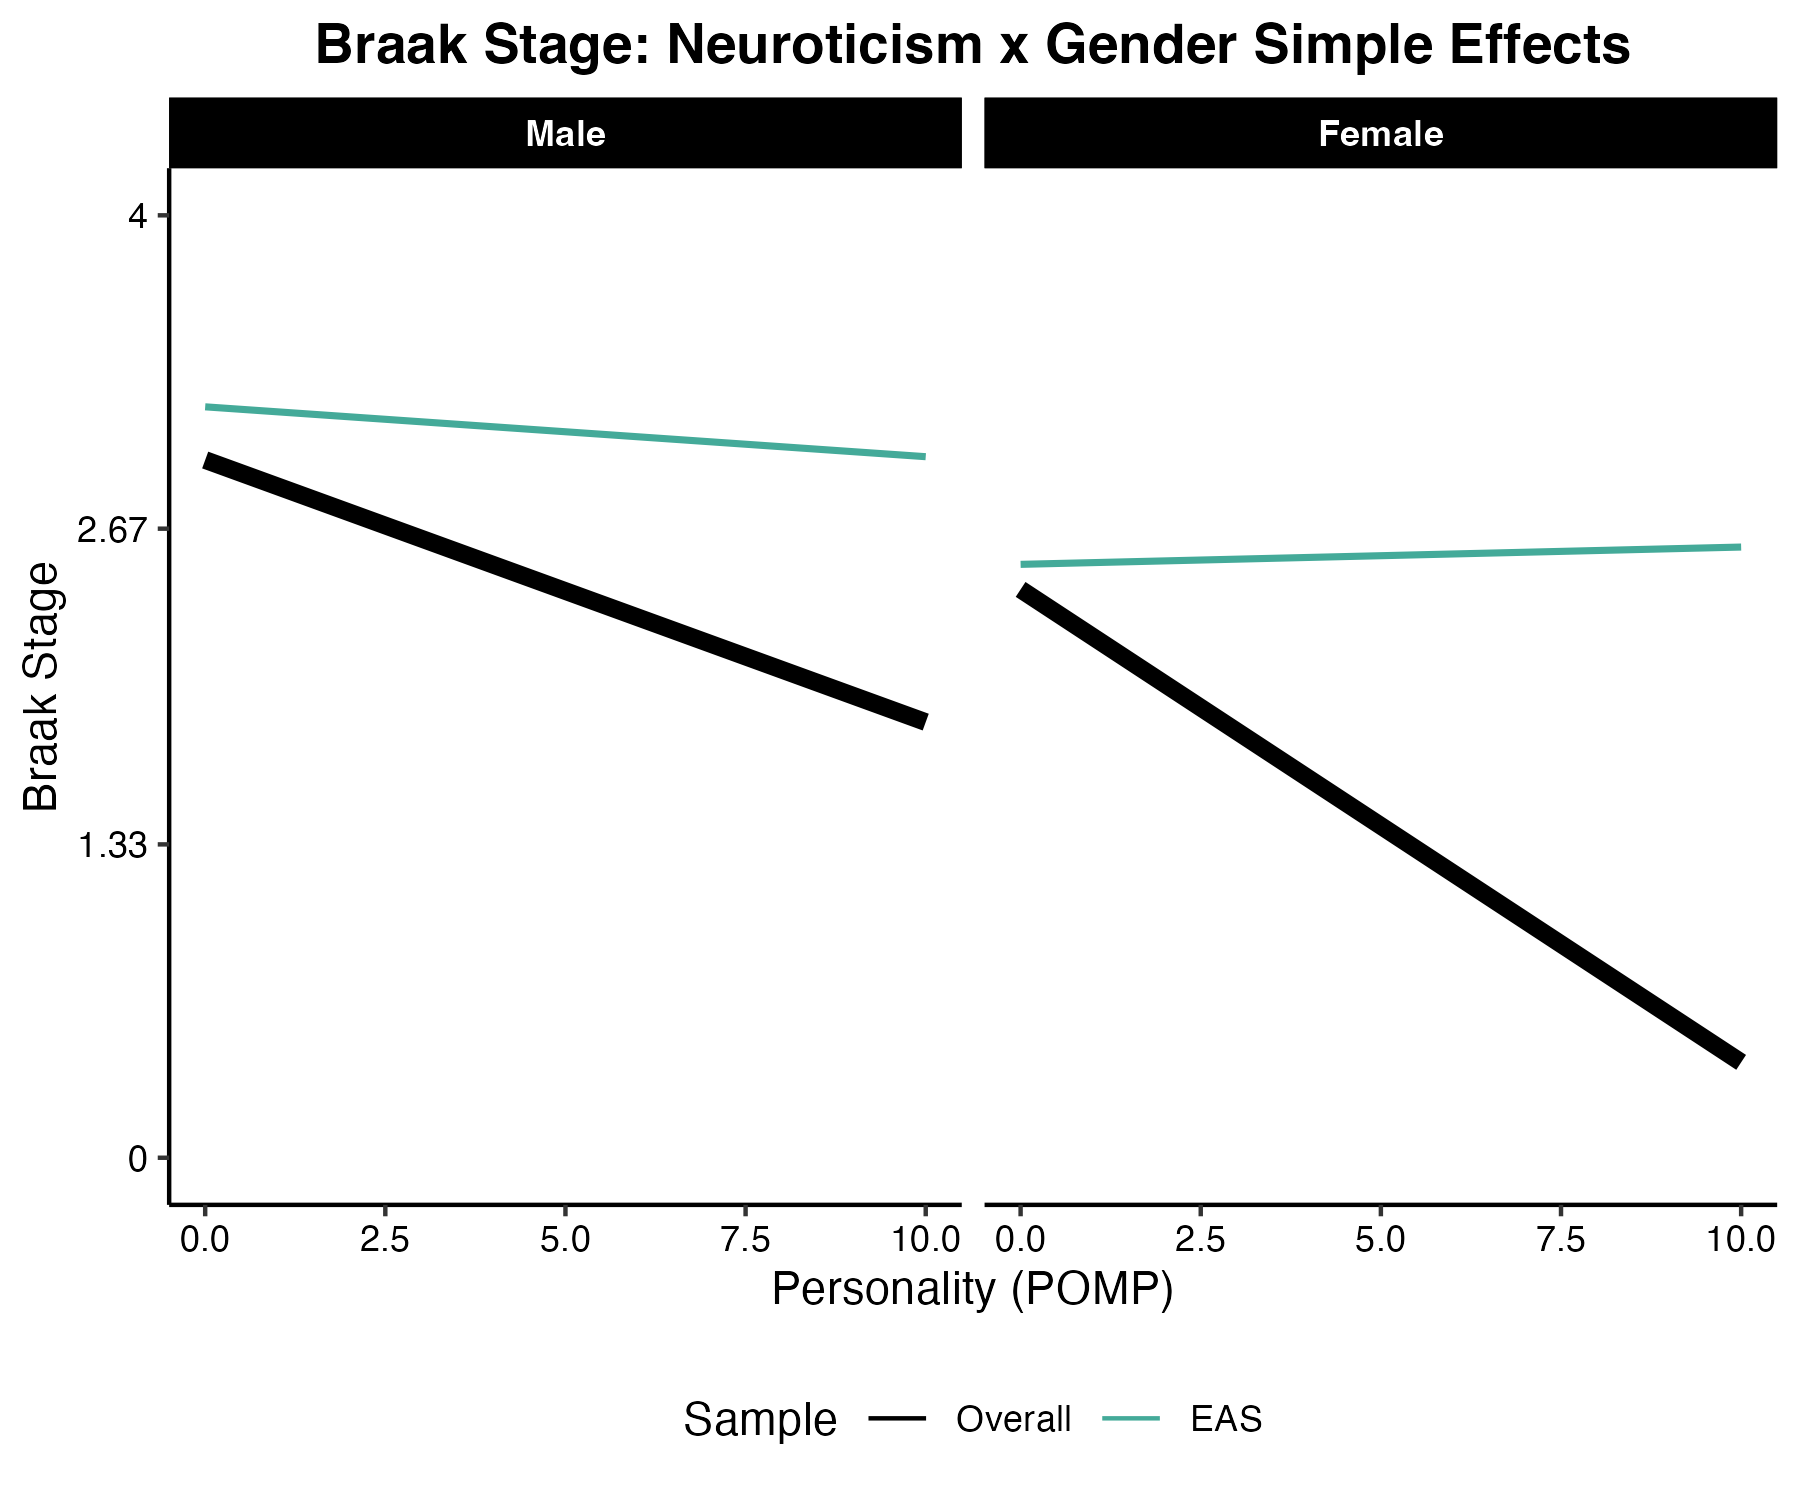 Braak Stage: Neuroticism x Gender Simple Effects
Male
Female
4
2.67
1.33
0
Braak Stage
0.0 2.5 5.0 7.5 10.0 0.0 2.5 5.0 7.5 10.0
Personality (POMP)
Sample Overall EAS